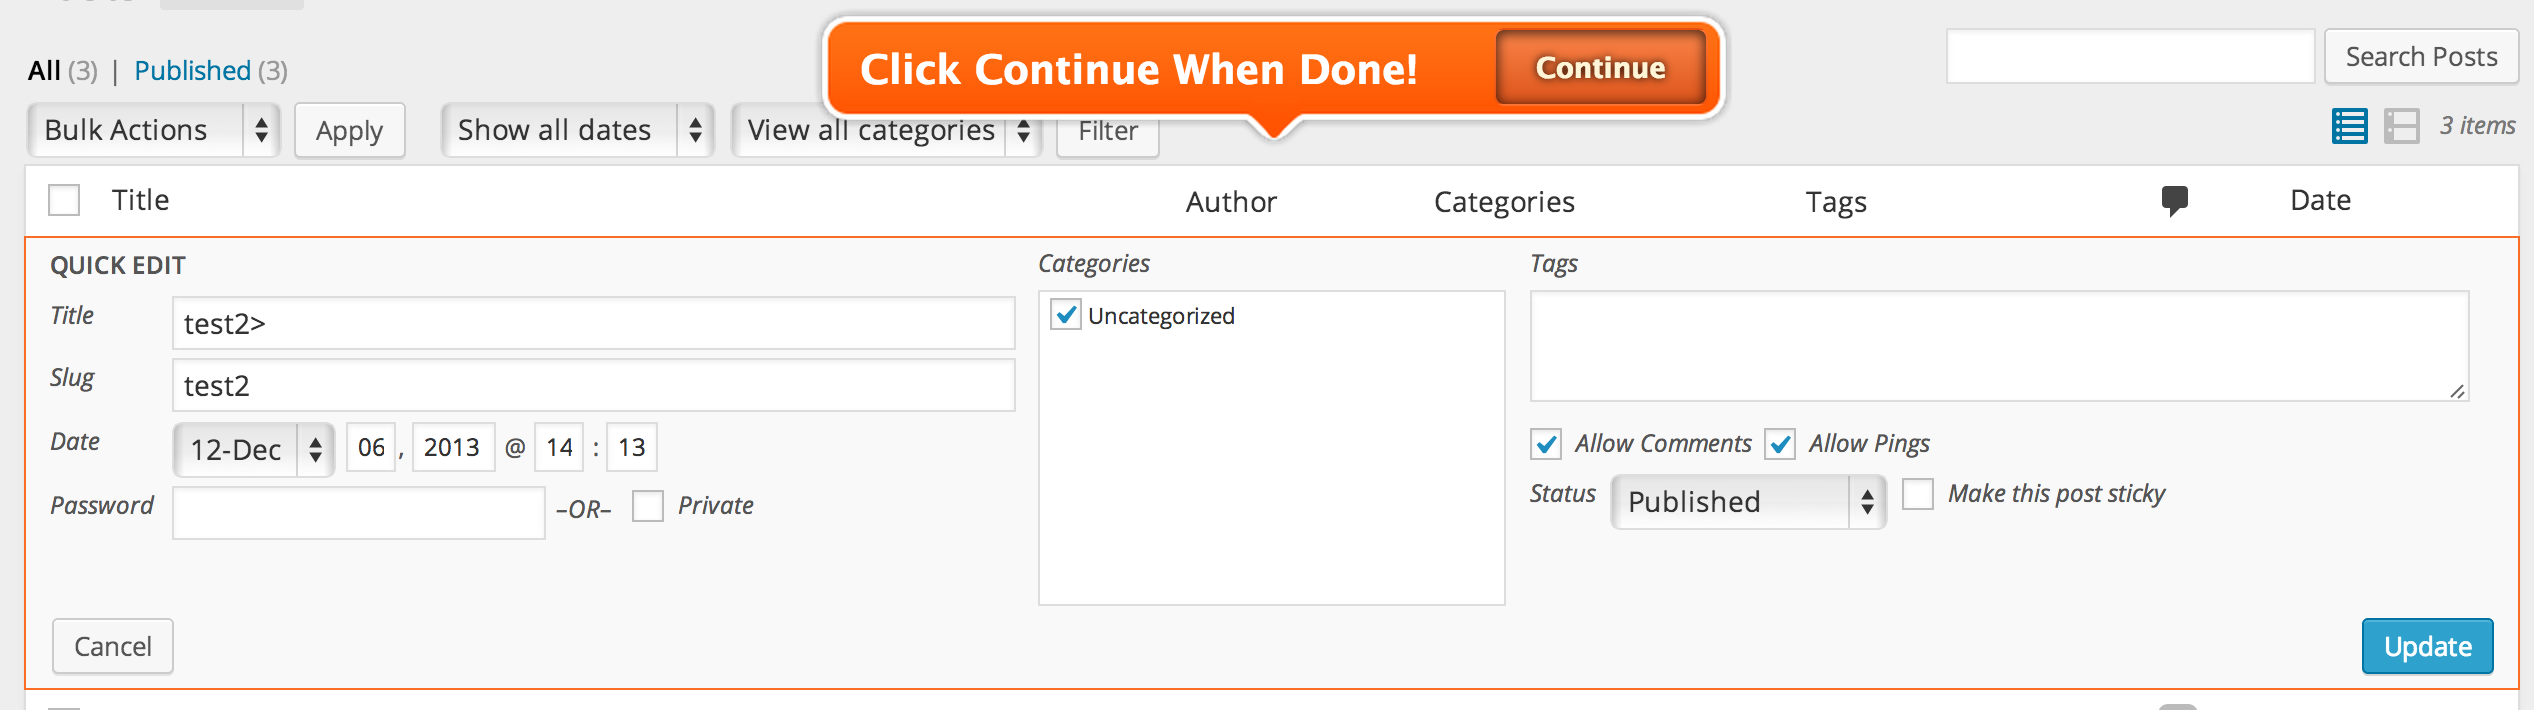 Click Continue When Done! Continue
All (3) | Published (3)
Search Posts
Bulk Actions Apply Show all dates View all categories Filter
3 items
Title Author Categories Tags Date
QUICK EDIT
Title test2>
Slug test2
Date 12-Dec 06, 2013 @ 14 : 13
Password –OR– Private
Categories
Uncategorized
Tags
Allow Comments Allow Pings
Status Published Make this post sticky
Cancel Update